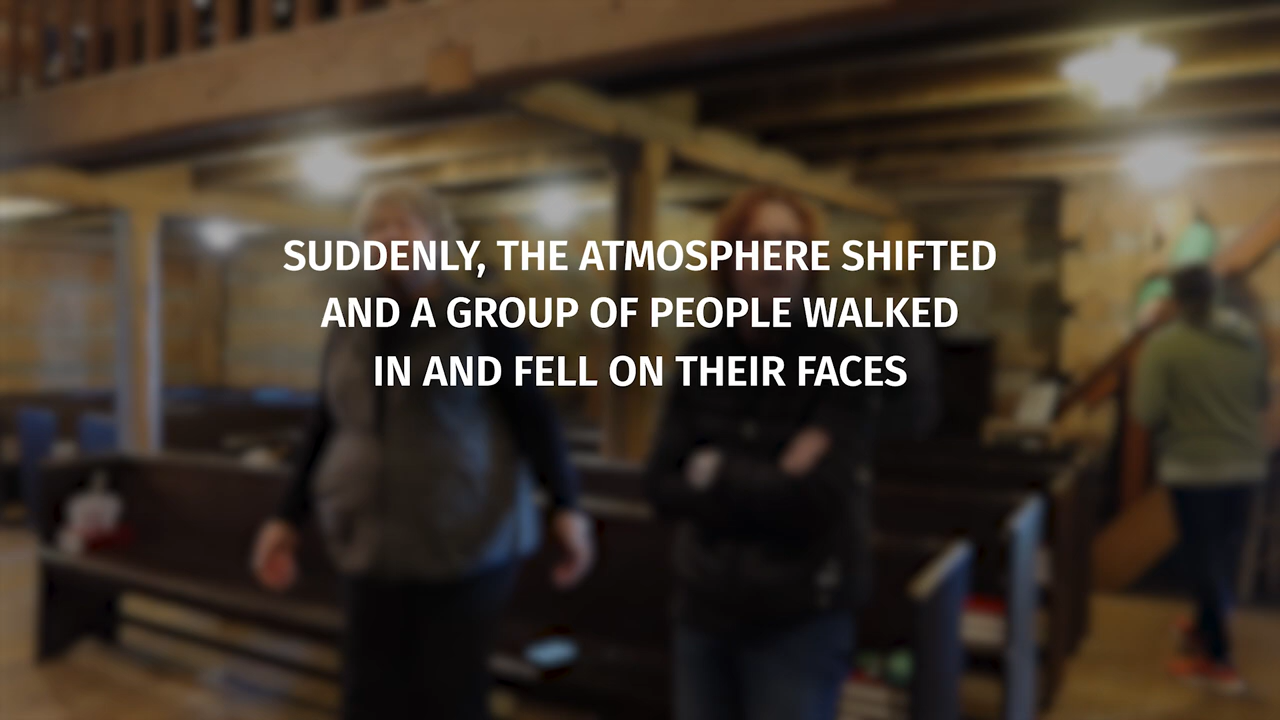 SUDDENLY, THE ATMOSPHERE SHIFTED
AND A GROUP OF PEOPLE WALKED
IN AND FELL ON THEIR FACES